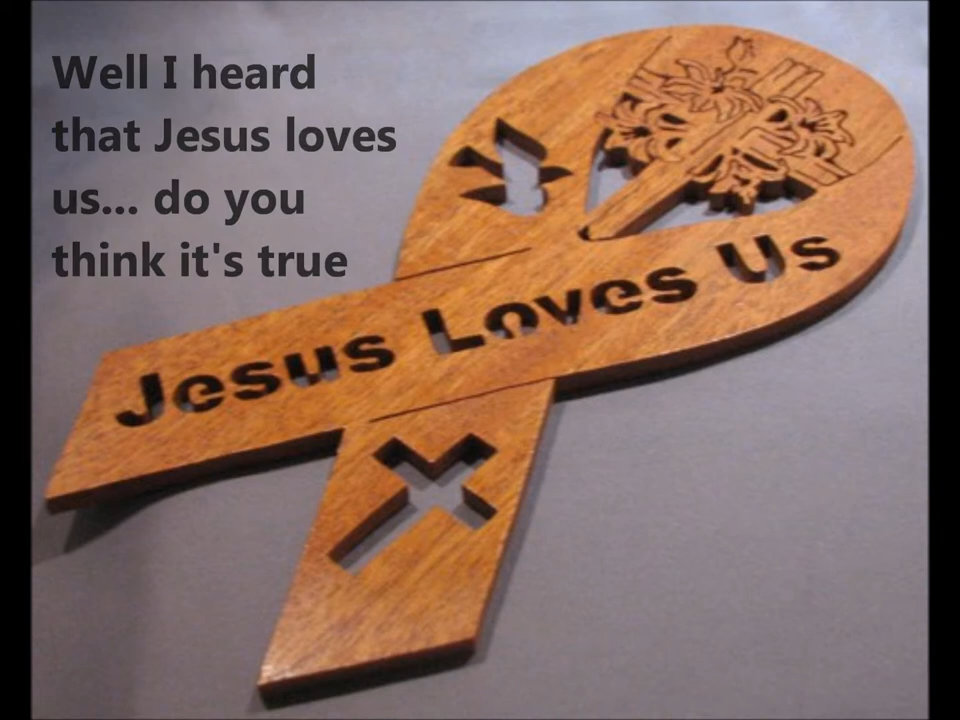 Well I heard
that Jesus loves
us... do you
think it's true
Jesus Loves Us